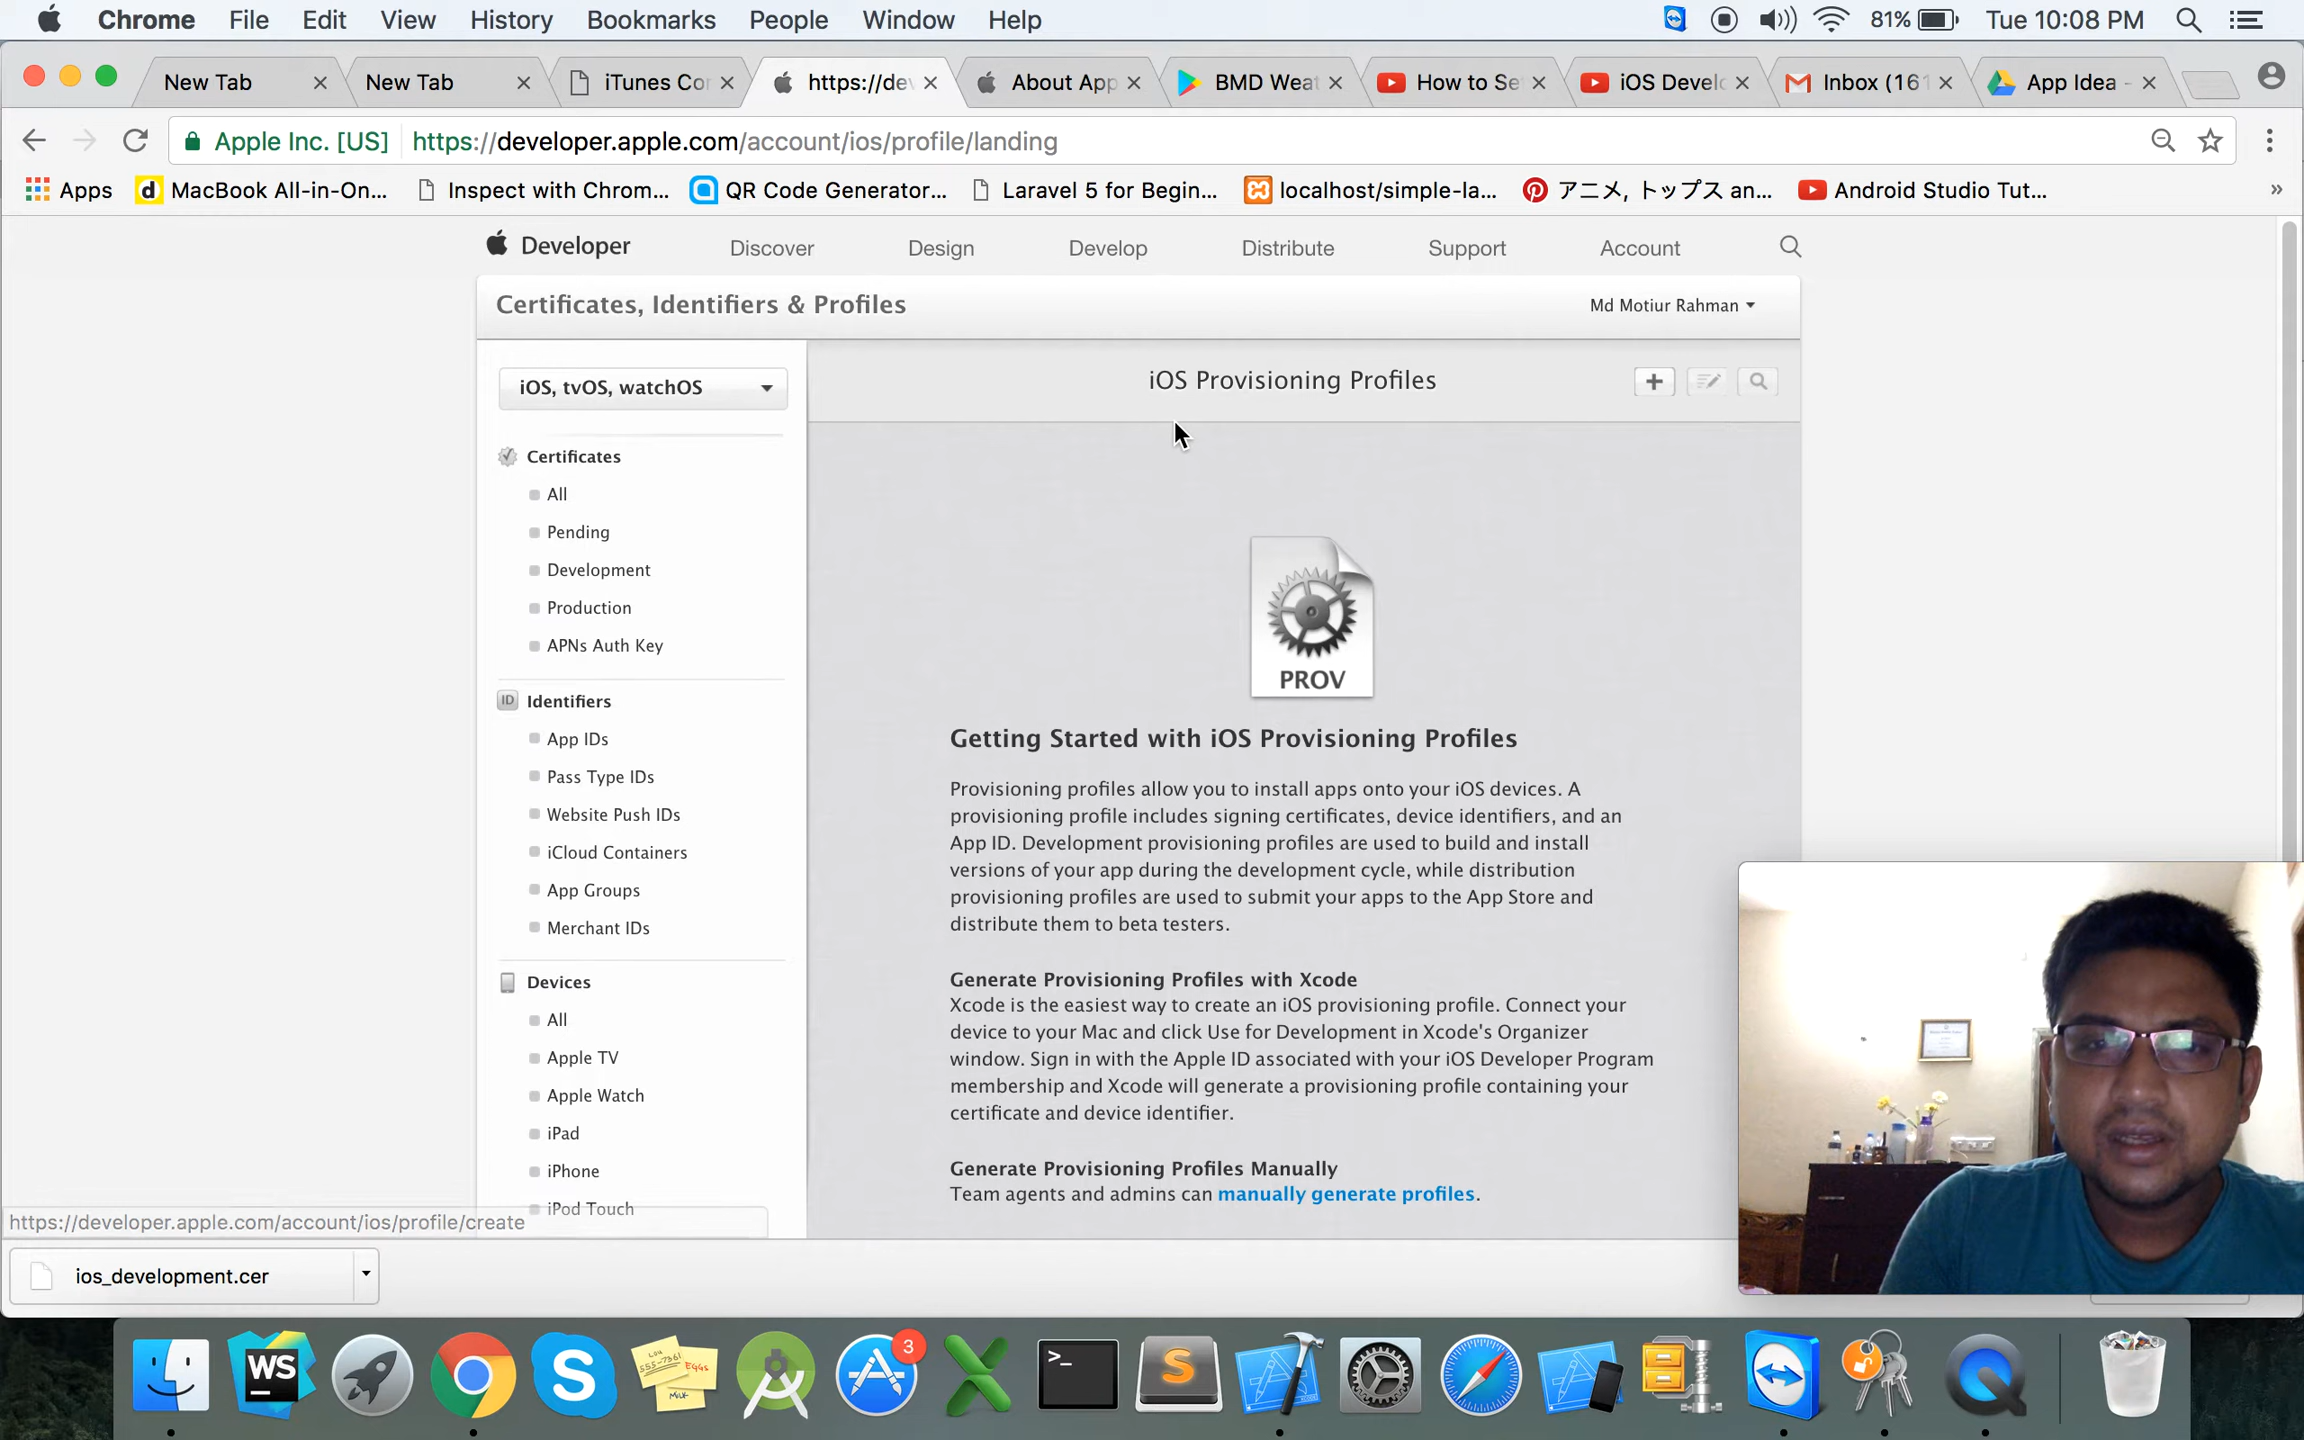 Chrome File Edit View History Bookmarks People Window Help 81% Tue 10:08 PM
New Tab New Tab iTunes Co https://dev About App BMD Weat How to Se iOS Develo Inbox (161 App Idea -
Apple Inc. [US] https://developer.apple.com/account/ios/profile/landing
Apps MacBook All-in-On... Inspect with Chrom... QR Code Generator... Laravel 5 for Begin... localhost/simple-la... アニメ, トップス an... Android Studio Tut... »
Developer Discover Design Develop Distribute Support Account
Certificates, Identifiers & Profiles Md Motiur Rahman
iOS, tvOS, watchOS
Certificates
All
Pending
Development
Production
APNs Auth Key
ID Identifiers
App IDs
Pass Type IDs
Website Push IDs
iCloud Containers
App Groups
Merchant IDs
Devices
All
Apple TV
Apple Watch
iPad
iPhone
iPod Touch
iOS Provisioning Profiles
PROV
Getting Started with iOS Provisioning Profiles
Provisioning profiles allow you to install apps onto your iOS devices. A
provisioning profile includes signing certificates, device identifiers, and an
App ID. Development provisioning profiles are used to build and install
versions of your app during the development cycle, while distribution
provisioning profiles are used to submit your apps to the App Store and
distribute them to beta testers.
Generate Provisioning Profiles with Xcode
Xcode is the easiest way to create an iOS provisioning profile. Connect your
device to your Mac and click Use for Development in Xcode's Organizer
window. Sign in with the Apple ID associated with your iOS Developer Program
membership and Xcode will generate a provisioning profile containing your
certificate and device identifier.
Generate Provisioning Profiles Manually
Team agents and admins can manually generate profiles.
https://developer.apple.com/account/ios/profile/create
ios_development.cer
WS
EGGS
MILK
3